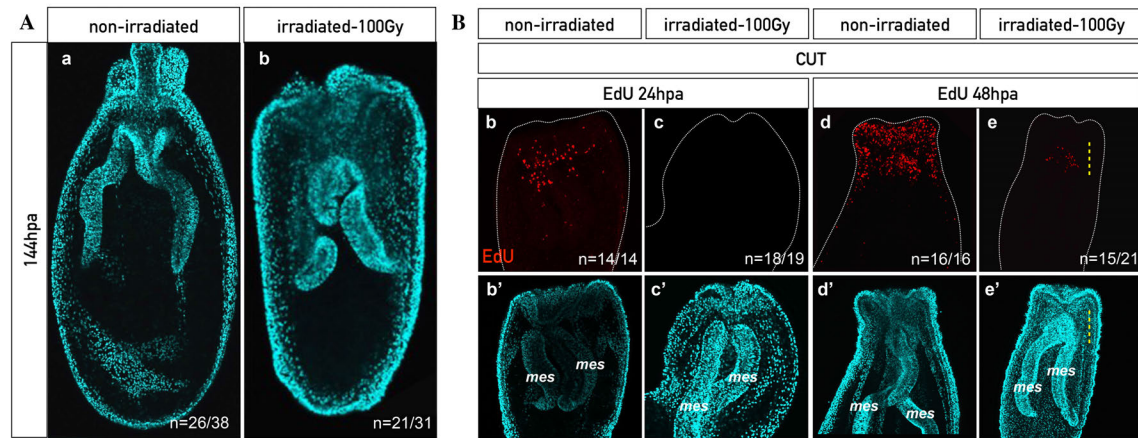 A
non-irradiated
irradiated-100Gy
144hpa
a
b
n=26/38
n=21/31
B
non-irradiated
irradiated-100Gy
non-irradiated
irradiated-100Gy
CUT
EdU 24hpa
EdU 48hpa
b
c
d
e
EdU
n=14/14
n=18/19
n=16/16
n=15/21
b'
c'
d'
e'
mes
mes
mes
mes
mes
mes
mes